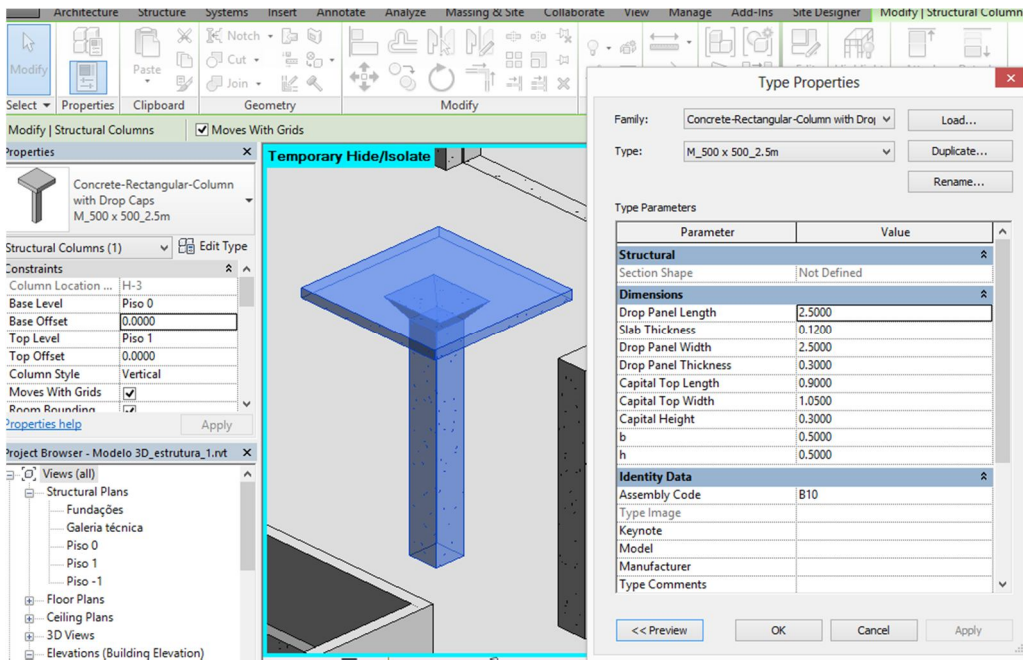 Architecture Structure Systems Insert Annotate Analyze Massing & Site Collaborate View Manage Add-Ins Site Designer Modify | Structural Column
Notch
Modify Paste Cut
Join
Select Properties Clipboard Geometry Modify
Modify | Structural Columns Moves With Grids
Properties
Concrete-Rectangular-Column
with Drop Caps
M_500 x 500_2.5m
Structural Columns (1) Edit Type
Constraints
Column Location ... H-3
Base Level Piso 0
Base Offset 0.0000
Top Level Piso 1
Top Offset 0.0000
Column Style Vertical
Moves With Grids
Room Bounding
Properties help Apply
Project Browser - Modelo 3D_estrutura_1.rvt
Views (all)
Structural Plans
Fundações
Galeria técnica
Piso 0
Piso 1
Piso -1
Floor Plans
Ceiling Plans
3D Views
Elevations (Building Elevation)
Temporary Hide/Isolate
Type Properties
Family: Concrete-Rectangular-Column with Drop Load...
Type: M_500 x 500_2.5m Duplicate...
Rename...
Type Parameters
Parameter Value
Structural
Section Shape Not Defined
Dimensions
Drop Panel Length 2.5000
Slab Thickness 0.1200
Drop Panel Width 2.5000
Drop Panel Thickness 0.3000
Capital Top Length 0.9000
Capital Top Width 1.0500
Capital Height 0.3000
b 0.5000
h 0.5000
Identity Data
Assembly Code B10
Type Image
Keynote
Model
Manufacturer
Type Comments
<< Preview OK Cancel Apply